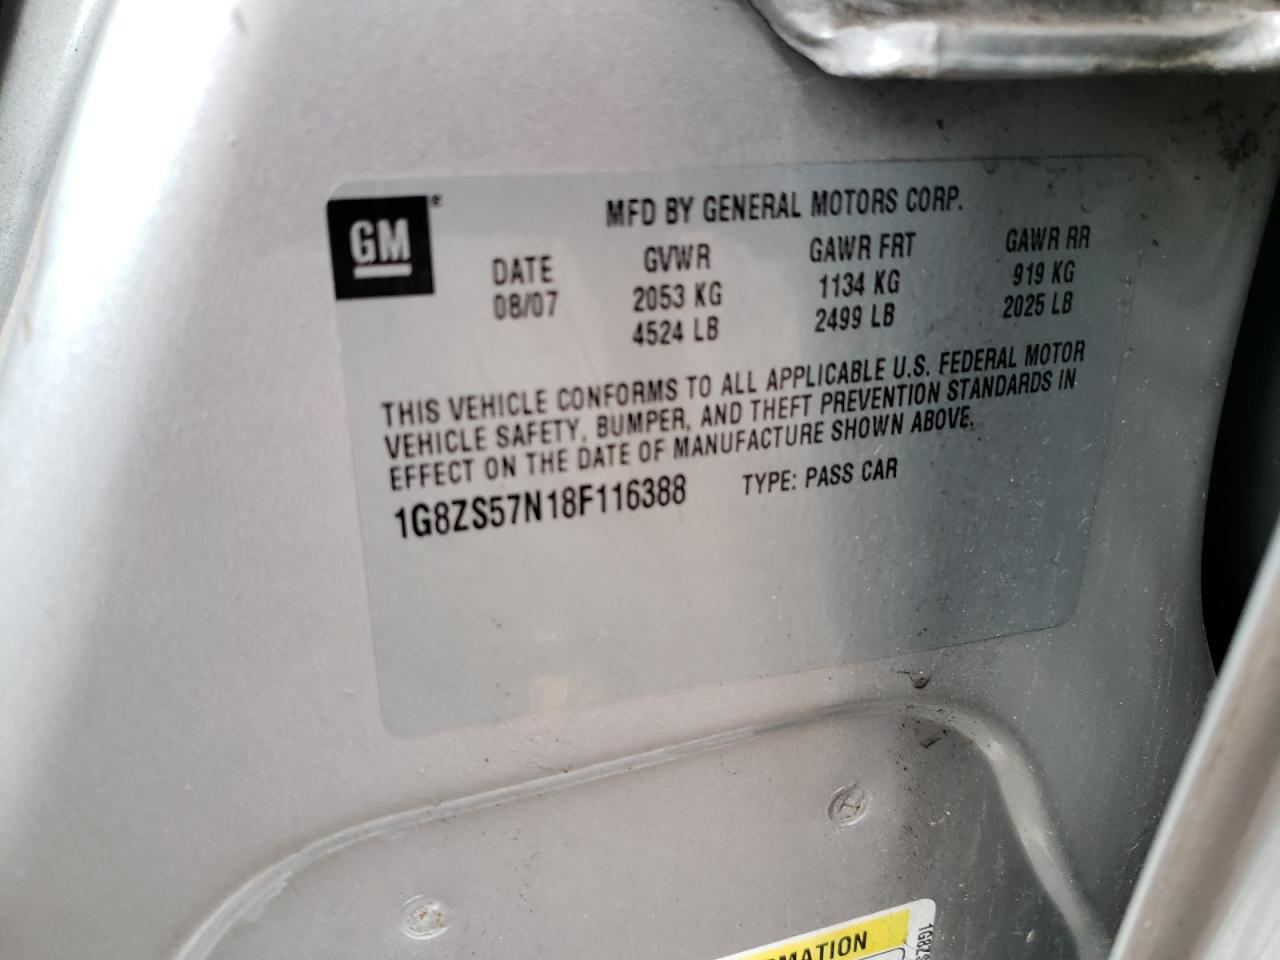 GM®
MFD BY GENERAL MOTORS CORP.
DATE GVWR GAWR FRT GAWR RR
08/07 2053 KG 1134 KG 919 KG
4524 LB 2499 LB 2025 LB
THIS VEHICLE CONFORMS TO ALL APPLICABLE U.S. FEDERAL MOTOR
VEHICLE SAFETY, BUMPER, AND THEFT PREVENTION STANDARDS IN
EFFECT ON THE DATE OF MANUFACTURE SHOWN ABOVE.
1G8ZS57N18F116388 TYPE: PASS CAR
MATION
1G8ZS